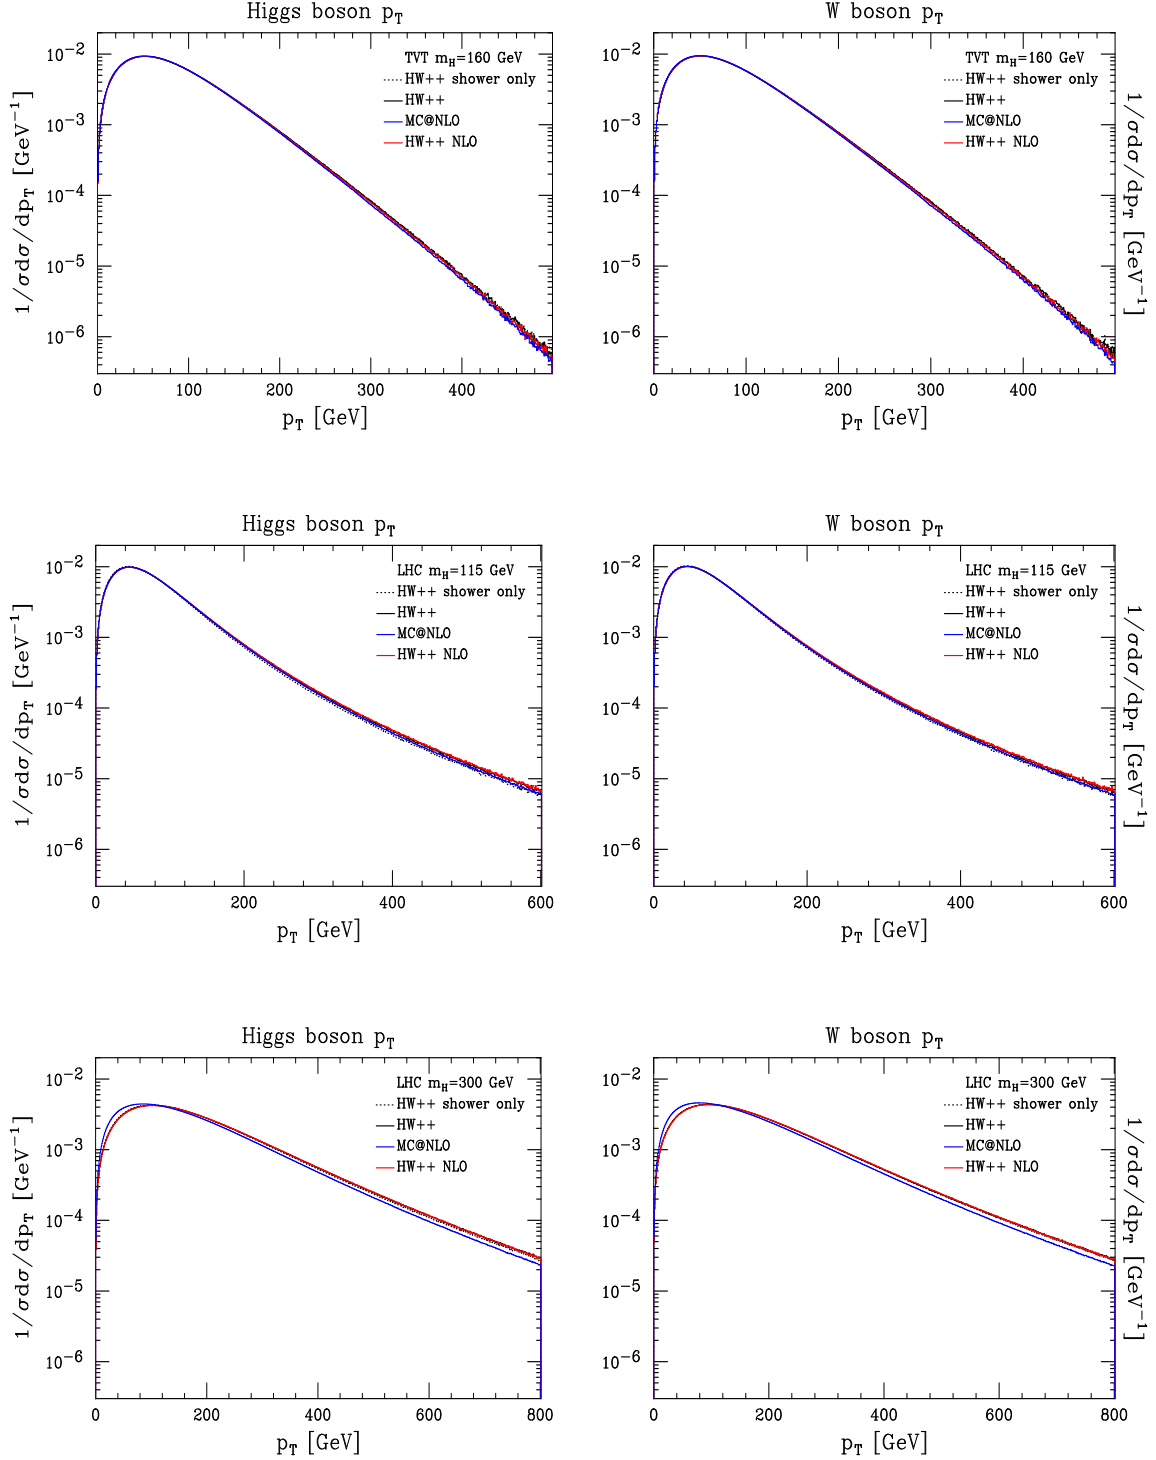 Higgs boson p_T
W boson p_T
1/σdσ/dp_T [GeV⁻¹]
10⁻²
10⁻³
10⁻⁴
10⁻⁵
10⁻⁶
TVT m_H=160 GeV
HW++ shower only
HW++
MC@NLO
HW++ NLO
0 100 200 300 400
p_T [GeV]
10⁻²
10⁻³
10⁻⁴
10⁻⁵
10⁻⁶
TVT m_H=160 GeV
HW++ shower only
HW++
MC@NLO
HW++ NLO
0 100 200 300 400
p_T [GeV]
1/σdσ/dp_T [GeV⁻¹]
Higgs boson p_T
W boson p_T
1/σdσ/dp_T [GeV⁻¹]
10⁻²
10⁻³
10⁻⁴
10⁻⁵
10⁻⁶
LHC m_H=115 GeV
HW++ shower only
HW++
MC@NLO
HW++ NLO
0 200 400 600
p_T [GeV]
10⁻²
10⁻³
10⁻⁴
10⁻⁵
10⁻⁶
LHC m_H=115 GeV
HW++ shower only
HW++
MC@NLO
HW++ NLO
0 200 400 600
p_T [GeV]
1/σdσ/dp_T [GeV⁻¹]
Higgs boson p_T
W boson p_T
1/σdσ/dp_T [GeV⁻¹]
10⁻²
10⁻³
10⁻⁴
10⁻⁵
10⁻⁶
LHC m_H=300 GeV
HW++ shower only
HW++
MC@NLO
HW++ NLO
0 200 400 600 800
p_T [GeV]
10⁻²
10⁻³
10⁻⁴
10⁻⁵
10⁻⁶
LHC m_H=300 GeV
HW++ shower only
HW++
MC@NLO
HW++ NLO
0 200 400 600 800
p_T [GeV]
1/σdσ/dp_T [GeV⁻¹]